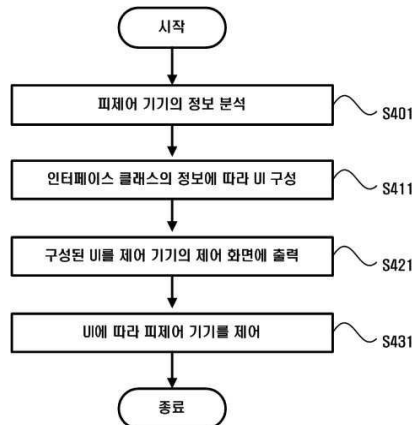 시작
피제어 기기의 정보 분석
S401
인터페이스 클래스의 정보에 따라 UI 구성
S411
구성된 UI를 제어 기기의 제어 화면에 출력
S421
UI에 따라 피제어 기기를 제어
S431
종료